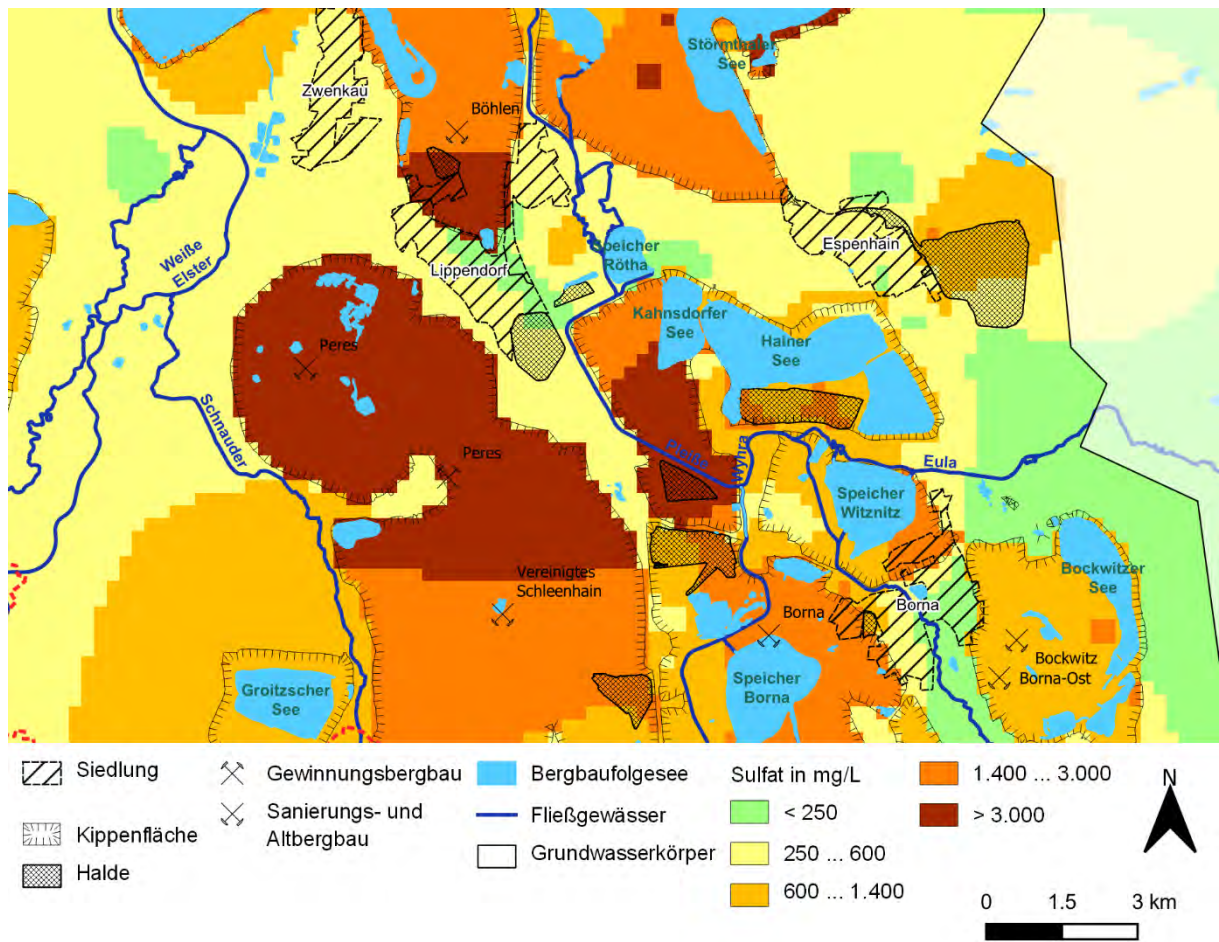 Störmthaler
See
Zwenkau
Böhlen
Weiße
Elster
Lippendorf
Speicher
Rötha
Espenhain
Kahnsdorfer
See
Hainer
See
Peres
Schnauder
Peres
Pleiße
Wyhra
Eula
Speicher
Witznitz
Vereinigtes
Schleenhain
Borna
Borna
Bockwitzer
See
Bockwitz
Borna-Ost
Groitzscher
See
Speicher
Borna
Siedlung
Kippenfläche
Halde
Gewinnungsbergbau
Sanierungs- und
Altbergbau
Bergbaufolgesee
Fließgewässer
Grundwasserkörper
Sulfat in mg/L
< 250
250 ... 600
600 ... 1.400
1.400 ... 3.000
> 3.000
N
0 1.5 3 km